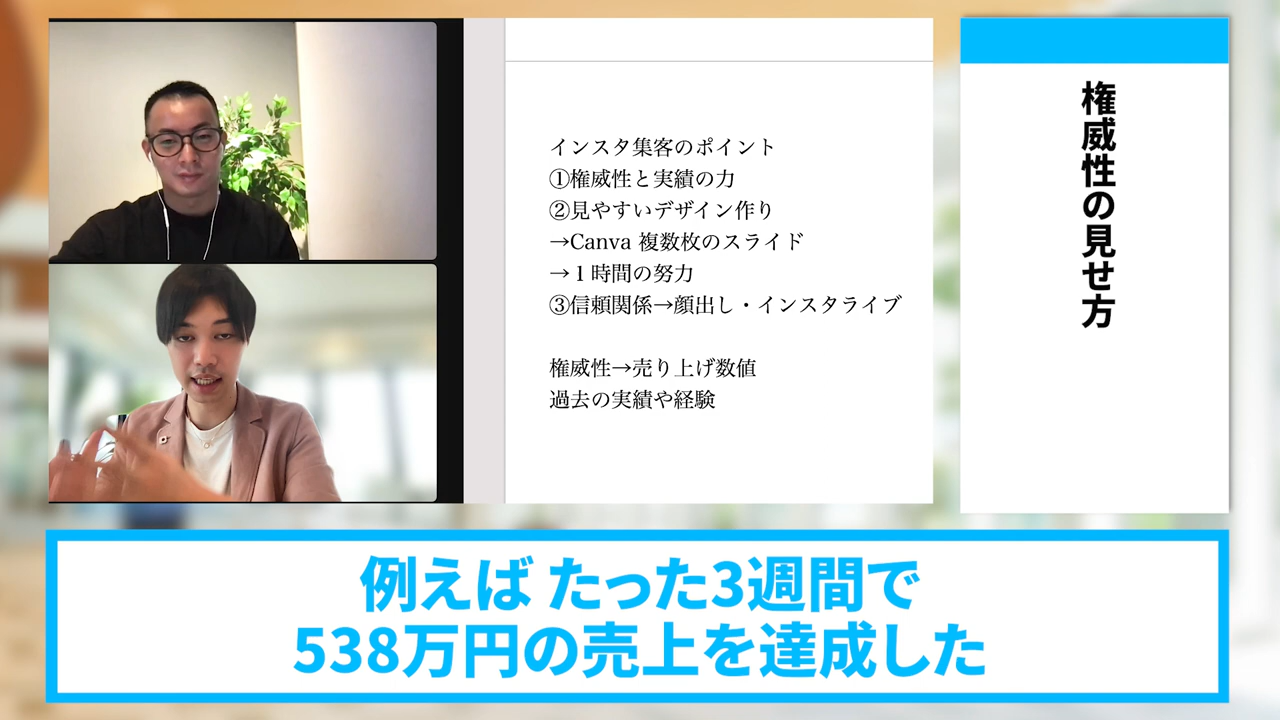 インスタ集客のポイント
①権威性と実績の力
②見やすいデザイン作り
→Canva 複数枚のスライド
→１時間の努力
③信頼関係→顔出し・インスタライブ
権威性→売り上げ数値
過去の実績や経験
権威性の見せ方
例えば たった3週間で
538万円の売上を達成した